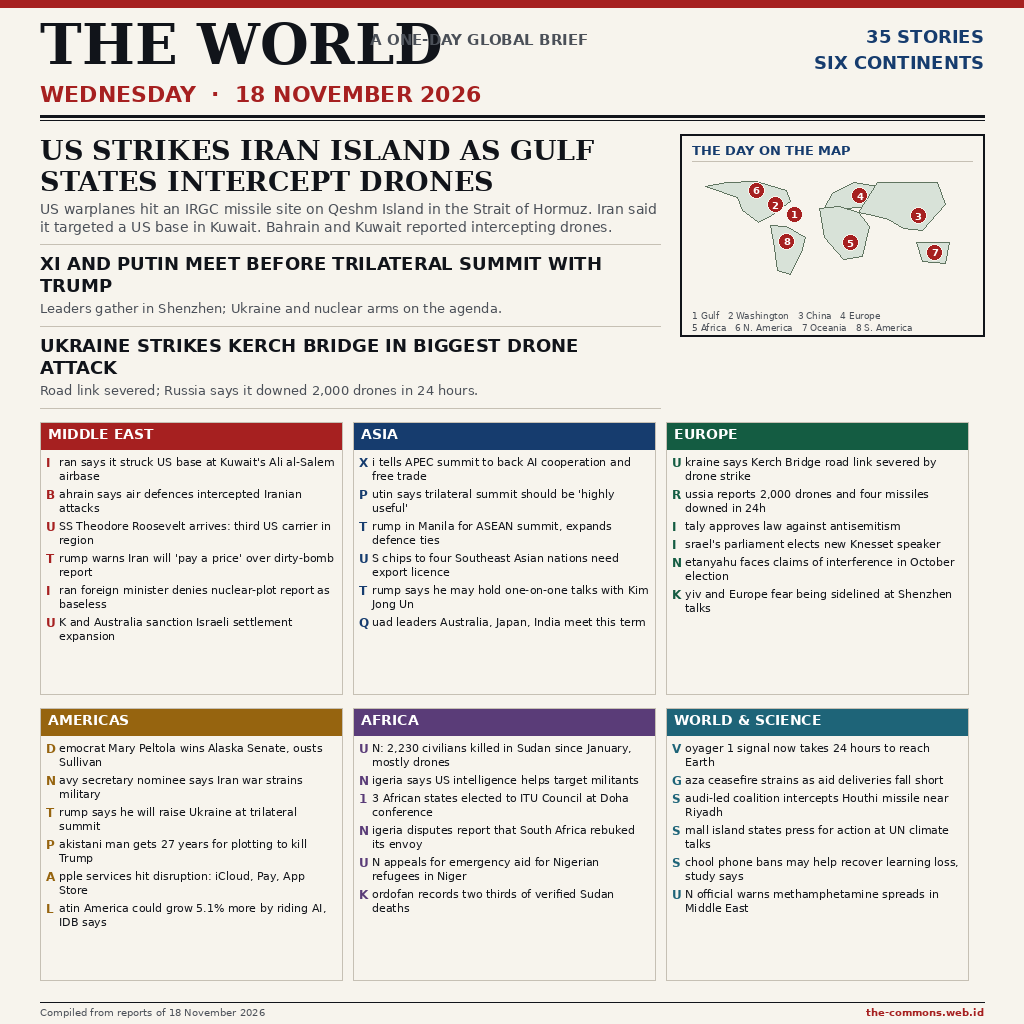 THE WORLD
A ONE-DAY GLOBAL BRIEF
35 STORIES
SIX CONTINENTS
WEDNESDAY · 18 NOVEMBER 2026
US STRIKES IRAN ISLAND AS GULF
STATES INTERCEPT DRONES
US warplanes hit an IRGC missile site on Qeshm Island in the Strait of Hormuz. Iran said
it targeted a US base in Kuwait. Bahrain and Kuwait reported intercepting drones.
XI AND PUTIN MEET BEFORE TRILATERAL SUMMIT WITH
TRUMP
Leaders gather in Shenzhen; Ukraine and nuclear arms on the agenda.
UKRAINE STRIKES KERCH BRIDGE IN BIGGEST DRONE
ATTACK
Road link severed; Russia says it downed 2,000 drones in 24 hours.
THE DAY ON THE MAP
6
2
1
4
3
5
8
7
1 Gulf 2 Washington 3 China 4 Europe
5 Africa 6 N. America 7 Oceania 8 S. America
MIDDLE EAST
Iran says it struck US base at Kuwait's Ali al-Salem
airbase
Bahrain says air defences intercepted Iranian
attacks
USS Theodore Roosevelt arrives: third US carrier in
region
Trump warns Iran will 'pay a price' over dirty-bomb
report
Iran foreign minister denies nuclear-plot report as
baseless
UK and Australia sanction Israeli settlement
expansion
ASIA
Xi tells APEC summit to back AI cooperation and
free trade
Putin says trilateral summit should be 'highly
useful'
Trump in Manila for ASEAN summit, expands
defence ties
US chips to four Southeast Asian nations need
export licence
Trump says he may hold one-on-one talks with Kim
Jong Un
Quad leaders Australia, Japan, India meet this term
EUROPE
Ukraine says Kerch Bridge road link severed by
drone strike
Russia reports 2,000 drones and four missiles
downed in 24h
Italy approves law against antisemitism
Israel's parliament elects new Knesset speaker
Netanyahu faces claims of interference in October
election
Kyiv and Europe fear being sidelined at Shenzhen
talks
AMERICAS
Democrat Mary Peltola wins Alaska Senate, ousts
Sullivan
Navy secretary nominee says Iran war strains
military
Trump says he will raise Ukraine at trilateral
summit
Pakistani man gets 27 years for plotting to kill
Trump
Apple services hit disruption: iCloud, Pay, App
Store
Latin America could grow 5.1% more by riding AI,
IDB says
AFRICA
UN: 2,230 civilians killed in Sudan since January,
mostly drones
Nigeria says US intelligence helps target militants
13 African states elected to ITU Council at Doha
conference
Nigeria disputes report that South Africa rebuked
its envoy
UN appeals for emergency aid for Nigerian
refugees in Niger
Kordofan records two thirds of verified Sudan
deaths
WORLD & SCIENCE
Voyager 1 signal now takes 24 hours to reach
Earth
Gaza ceasefire strains as aid deliveries fall short
Saudi-led coalition intercepts Houthi missile near
Riyadh
Small island states press for action at UN climate
talks
School phone bans may help recover learning loss,
study says
UN official warns methamphetamine spreads in
Middle East
Compiled from reports of 18 November 2026
the-commons.web.id